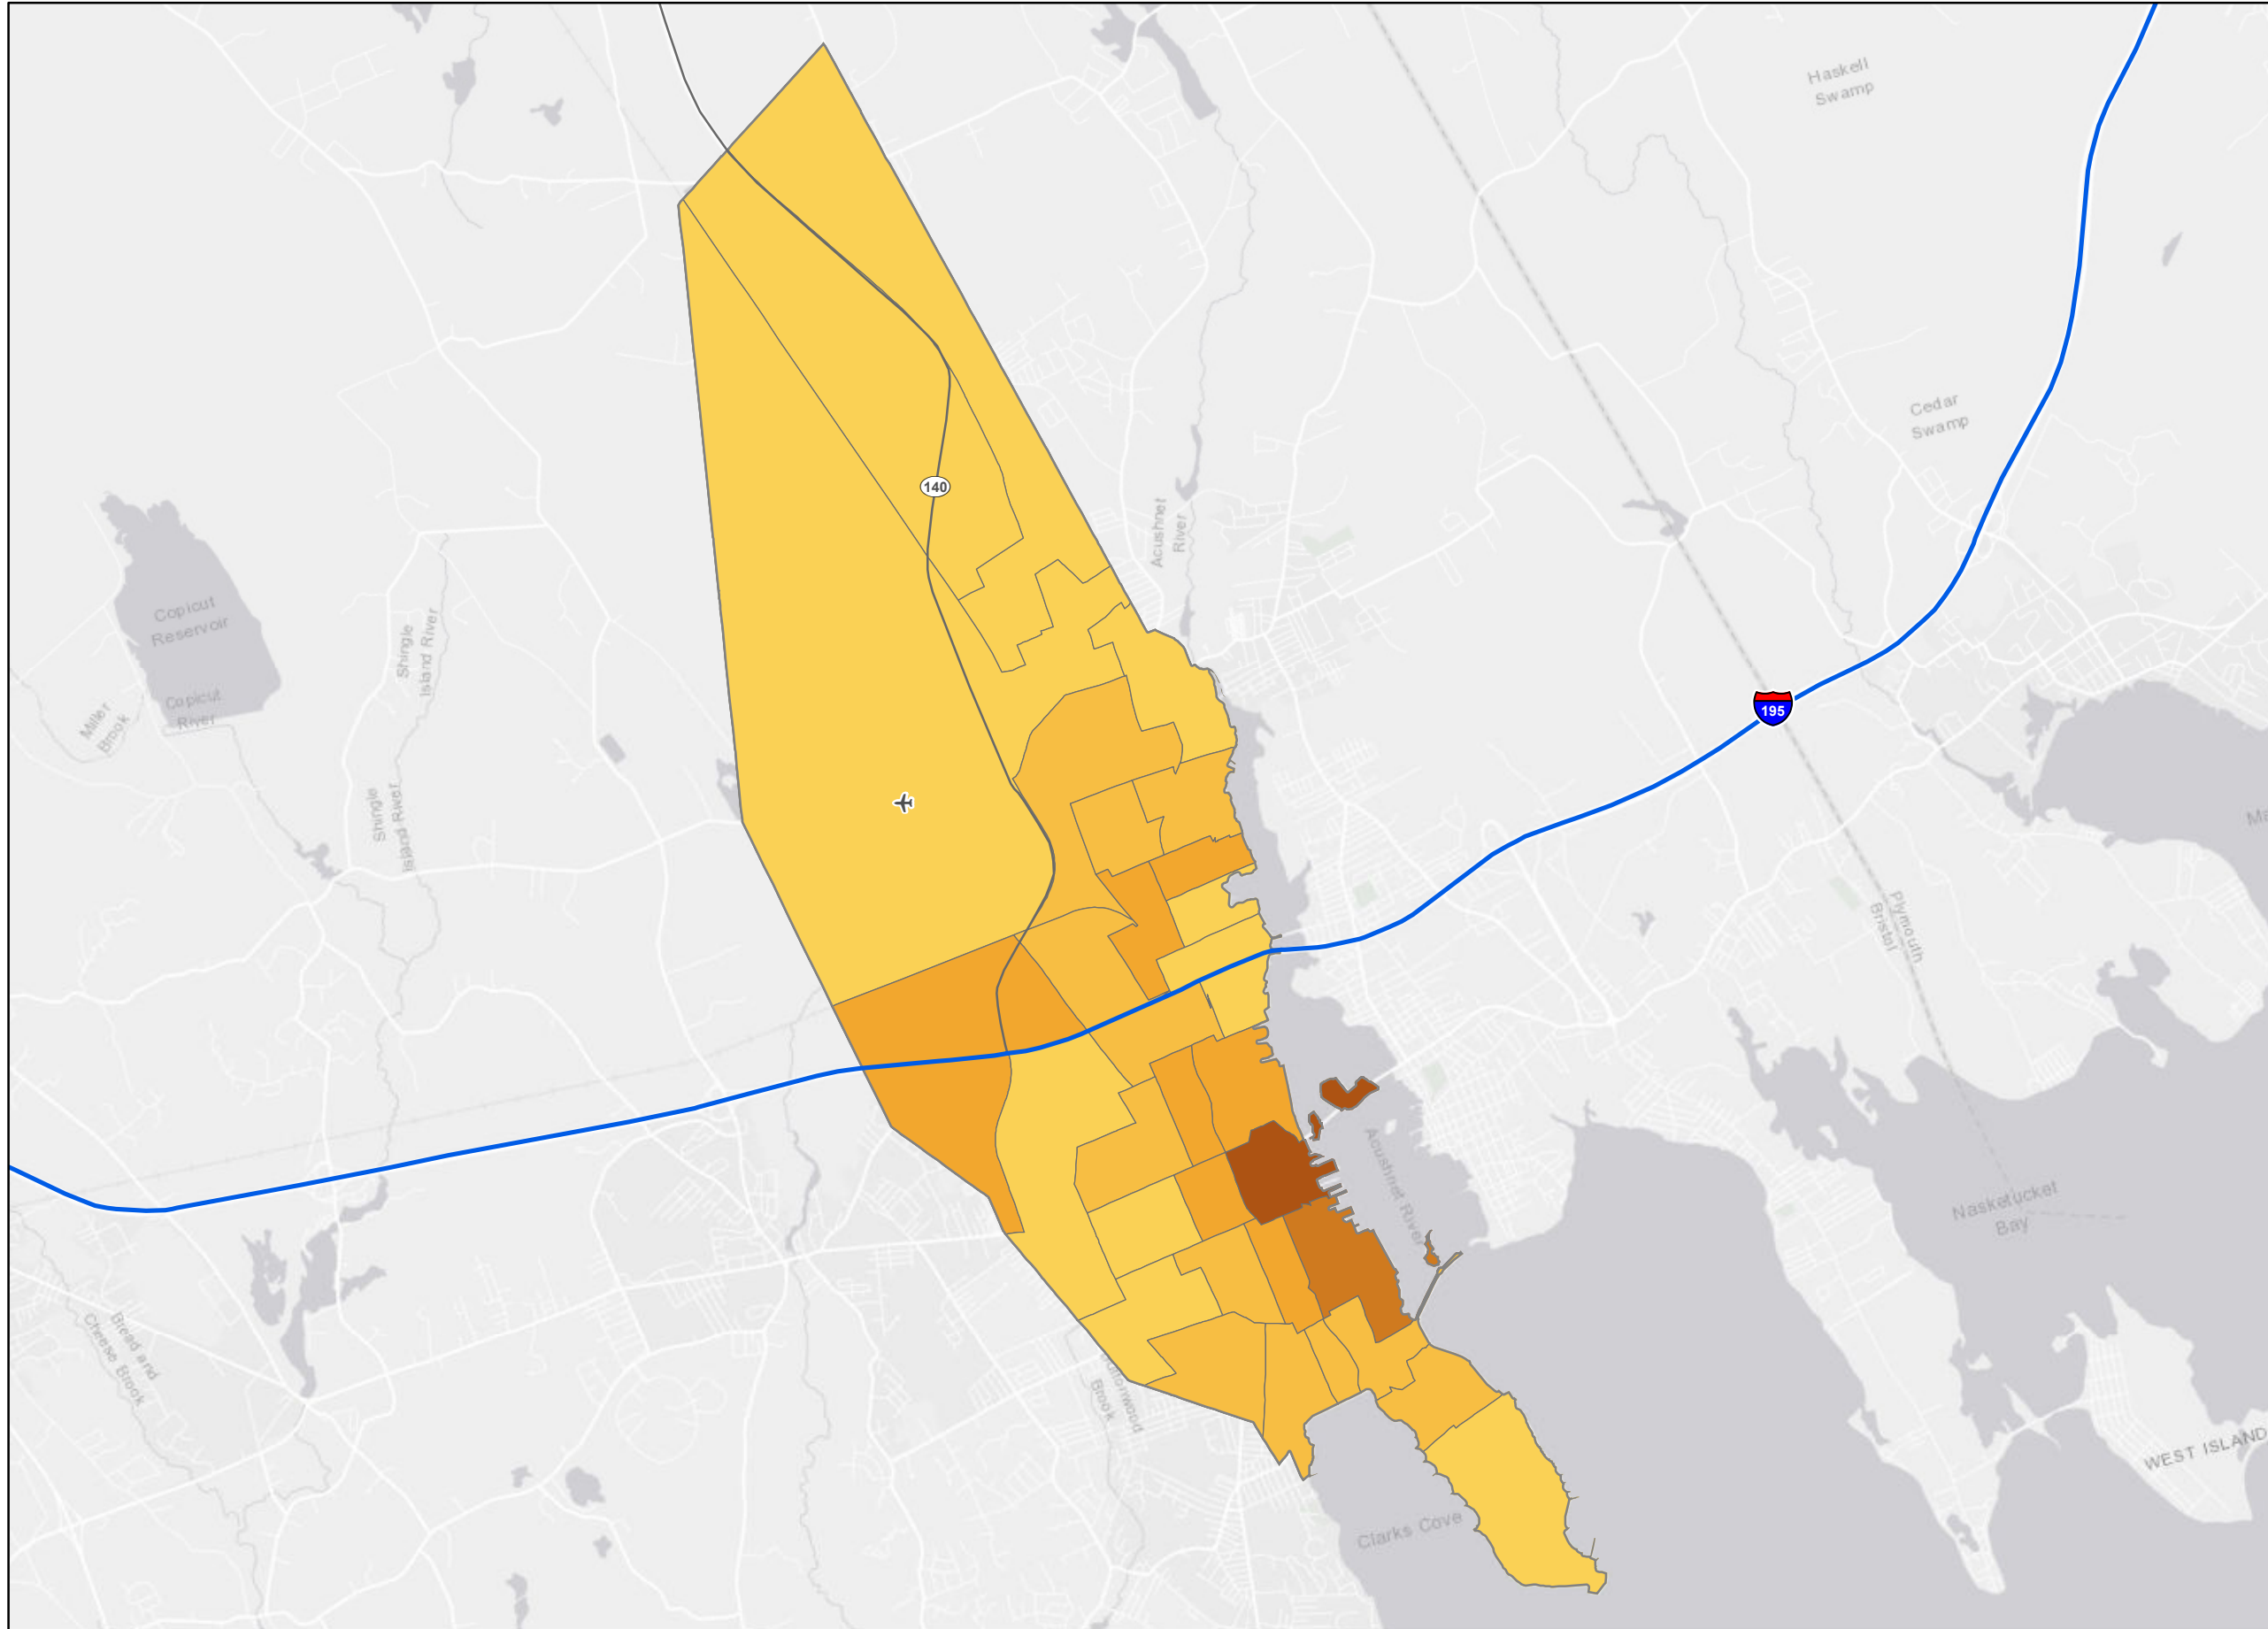 Haskell
Swamp
Cedar
Swamp
140
Acushnet
River
Copicut
Reservoir
Shingle
Island River
Copicut
River
Miller
Brook
195
Shingle
Island River
Plymouth
Bristol
Acushnet River
Nasketucket
Bay
Bread and
Cheese Brook
Brook
WEST ISLAND
Clarks Cove